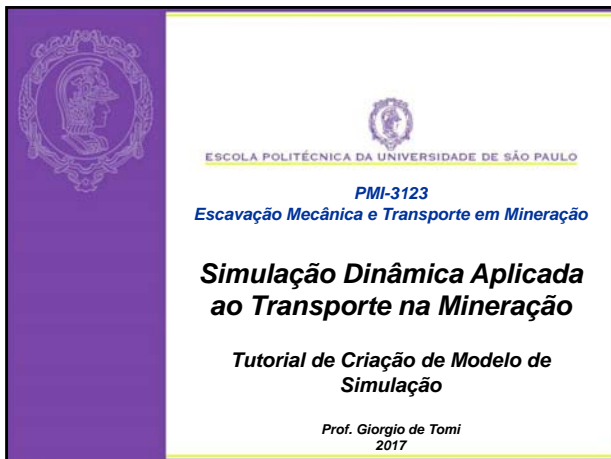 ESCOLA POLITÉCNICA DA UNIVERSIDADE DE SÃO PAULO
PMI-3123
Escavação Mecânica e Transporte em Mineração
Simulação Dinâmica Aplicada
ao Transporte na Mineração
Tutorial de Criação de Modelo de
Simulação
Prof. Giorgio de Tomi
2017